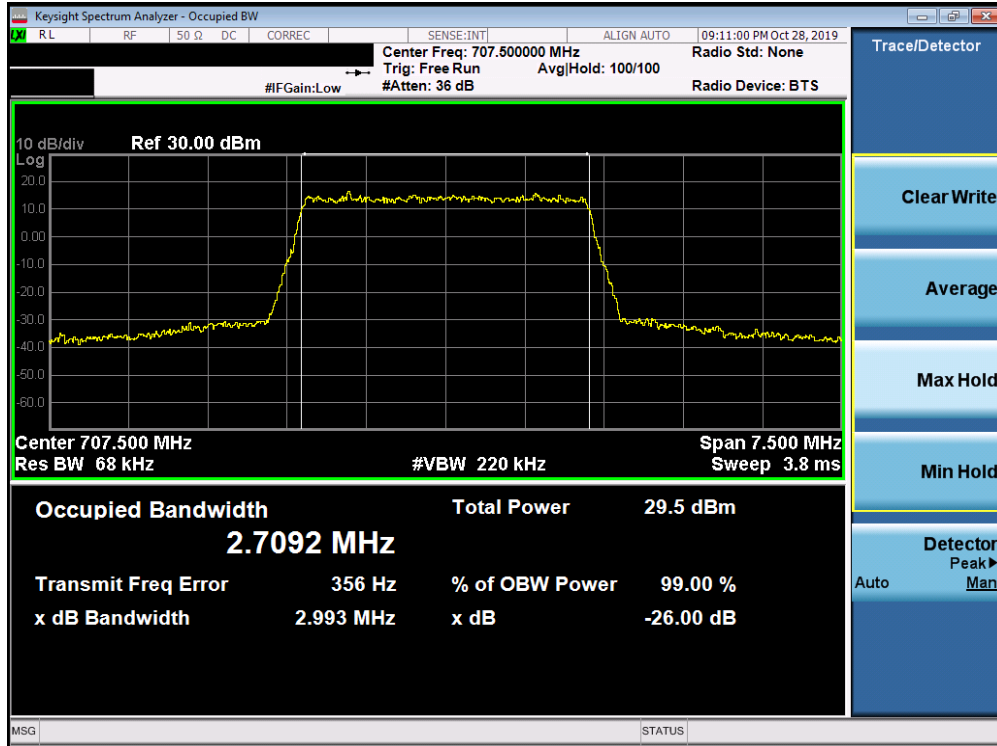 Keysight Spectrum Analyzer - Occupied BW
LXI RL RF 50 Ω DC CORREC SENSE:INT ALIGN AUTO 09:11:00 PM Oct 28, 2019
Center Freq: 707.500000 MHz Radio Std: None
Trig: Free Run Avg|Hold: 100/100
#IFGain:Low #Atten: 36 dB Radio Device: BTS
Trace/Detector
10 dB/div Ref 30.00 dBm
Log
20.0
10.0
0.00
-10.0
-20.0
-30.0
-40.0
-50.0
-60.0
Center 707.500 MHz Span 7.500 MHz
Res BW 68 kHz #VBW 220 kHz Sweep 3.8 ms
Occupied Bandwidth Total Power 29.5 dBm
2.7092 MHz
Transmit Freq Error 356 Hz % of OBW Power 99.00 %
x dB Bandwidth 2.993 MHz x dB -26.00 dB
Clear Write
Average
Max Hold
Min Hold
Detector
Peak▶
Auto Man
MSG STATUS